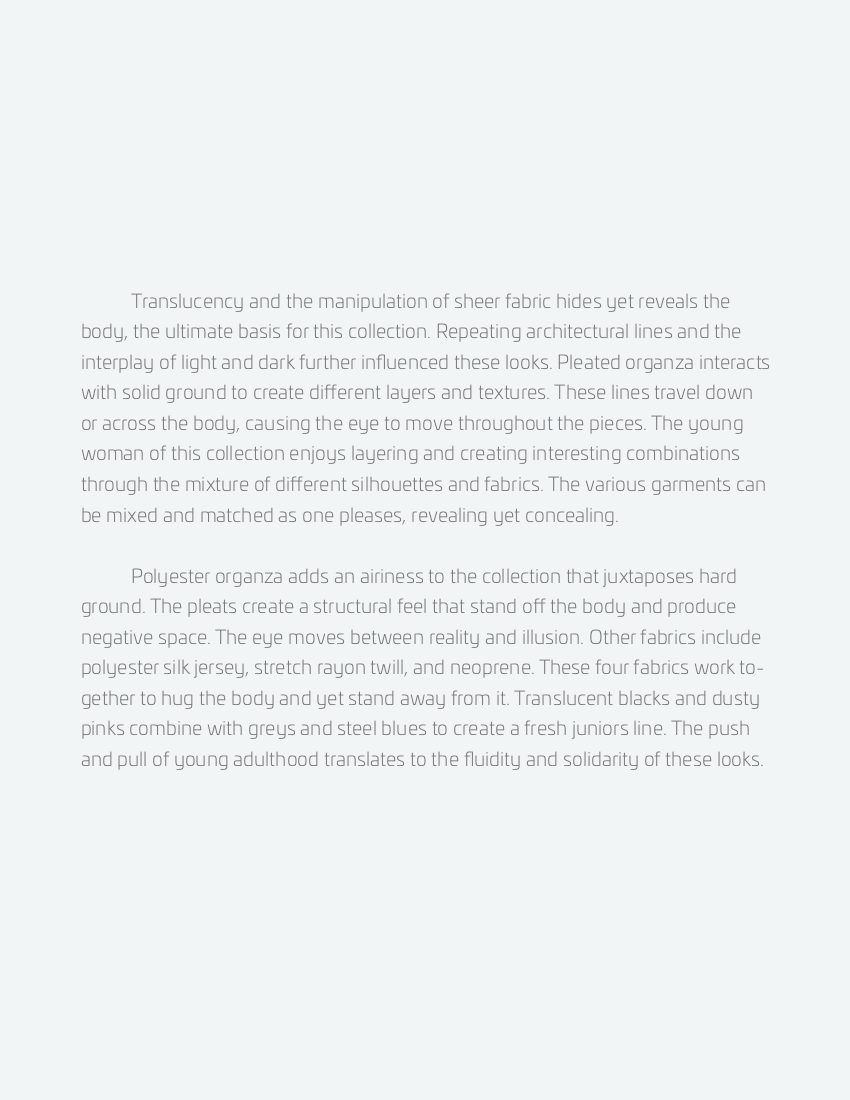 Translucency and the manipulation of sheer fabric hides yet reveals the
body, the ultimate basis for this collection. Repeating architectural lines and the
interplay of light and dark further influenced these looks. Pleated organza interacts
with solid ground to create different layers and textures. These lines travel down
or across the body, causing the eye to move throughout the pieces. The young
woman of this collection enjoys layering and creating interesting combinations
through the mixture of different silhouettes and fabrics. The various garments can
be mixed and matched as one pleases, revealing yet concealing.
Polyester organza adds an airiness to the collection that juxtaposes hard
ground. The pleats create a structural feel that stand off the body and produce
negative space. The eye moves between reality and illusion. Other fabrics include
polyester silk jersey, stretch rayon twill, and neoprene. These four fabrics work to-
gether to hug the body and yet stand away from it. Translucent blacks and dusty
pinks combine with greys and steel blues to create a fresh juniors line. The push
and pull of young adulthood translates to the fluidity and solidarity of these looks.